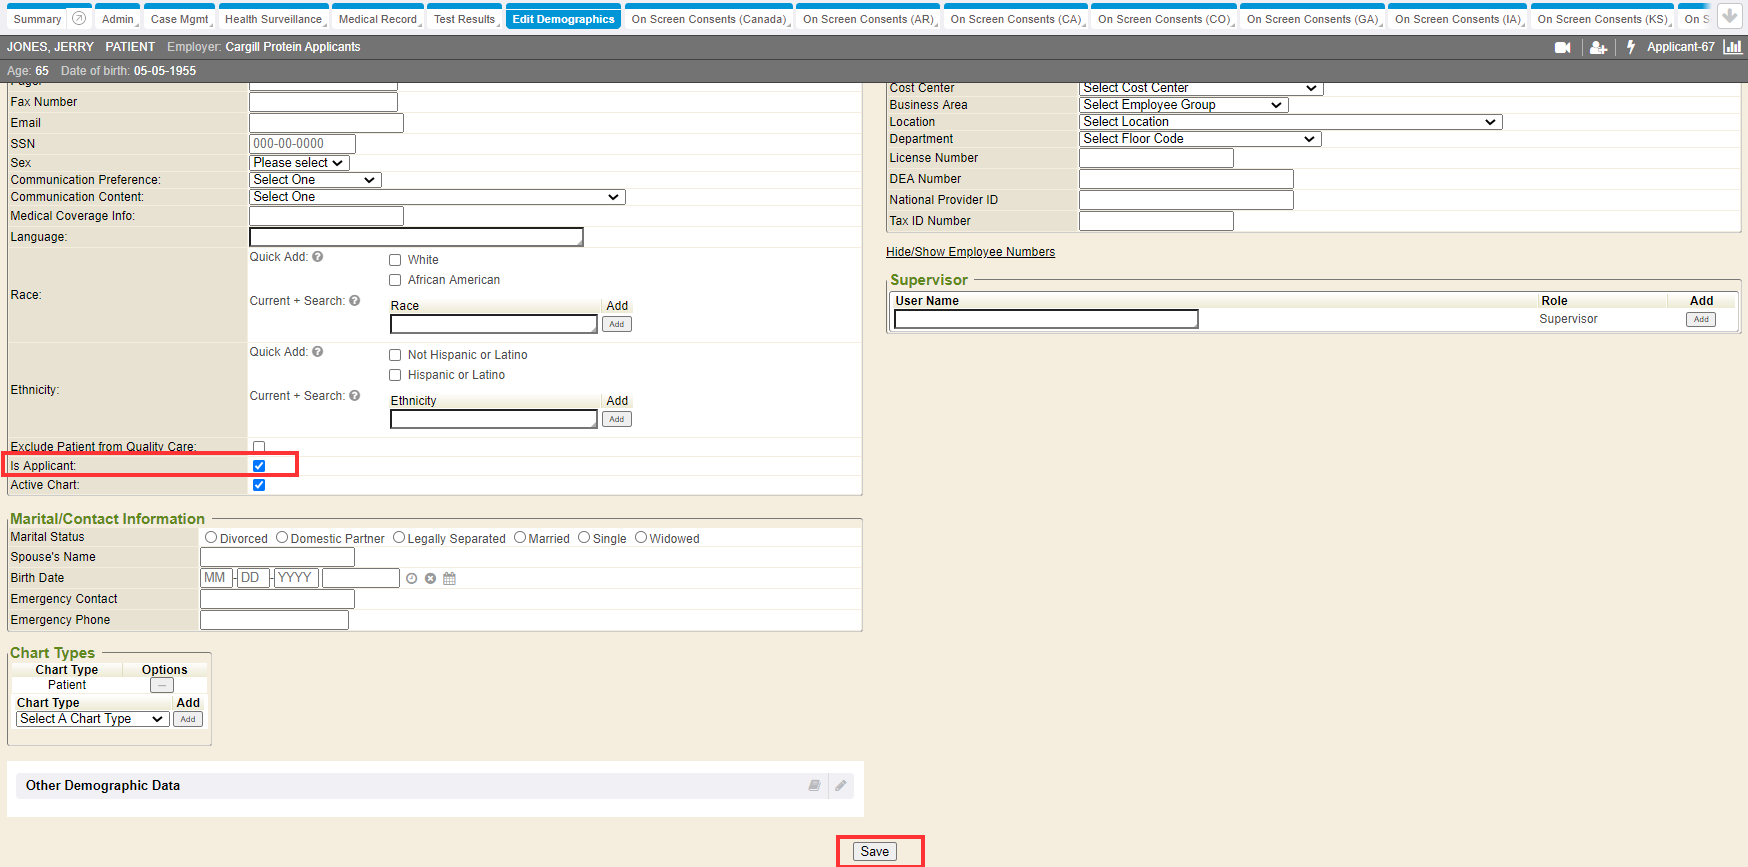 Summary Admin Case Mgmt Health Surveillance Medical Record Test Results Edit Demographics On Screen Consents (Canada) On Screen Consents (AR) On Screen Consents (CA) On Screen Consents (CO) On Screen Consents (GA) On Screen Consents (IA) On Screen Consents (KS) On S
JONES, JERRY PATIENT Employer: Cargill Protein Applicants Applicant-67
Age: 65 Date of birth: 05-05-1955
Fax Number
Email
SSN 000-00-0000
Sex Please select
Communication Preference: Select One
Communication Content: Select One
Medical Coverage Info:
Language:
Race:
Quick Add:
White
African American
Current + Search:
Race Add
Add
Ethnicity:
Quick Add:
Not Hispanic or Latino
Hispanic or Latino
Current + Search:
Ethnicity Add
Add
Exclude Patient from Quality Care:
Is Applicant:
Active Chart:
Marital/Contact Information
Marital Status Divorced Domestic Partner Legally Separated Married Single Widowed
Spouse's Name
Birth Date MM - DD - YYYY
Emergency Contact
Emergency Phone
Chart Types
Chart Type Options
Patient
Chart Type Add
Select A Chart Type Add
Other Demographic Data
Cost Center Select Cost Center
Business Area Select Employee Group
Location Select Location
Department Select Floor Code
License Number
DEA Number
National Provider ID
Tax ID Number
Hide/Show Employee Numbers
Supervisor
User Name Role Add
Supervisor Add
Save